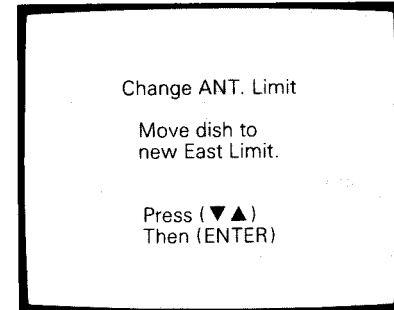 Change ANT. Limit
Move dish to
new East Limit.
Press (▼▲)
Then (ENTER)